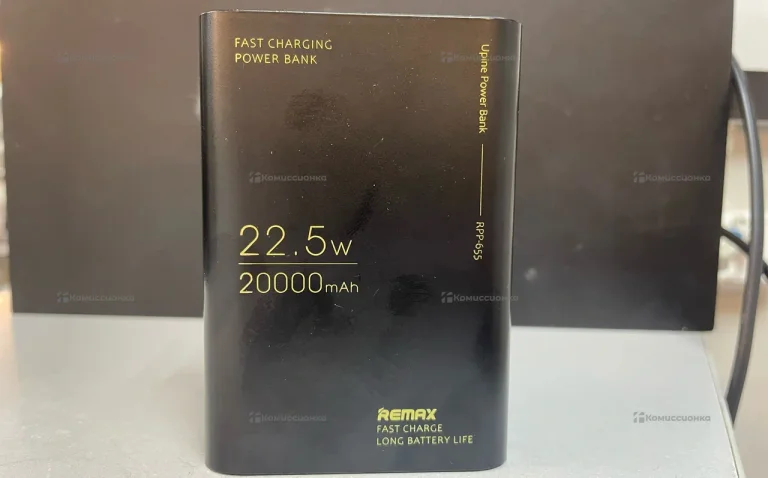 FAST CHARGING
POWER BANK
Upine Power Bank
RPP-655
22.5W
20000mAh
REMAX
FAST CHARGE
LONG BATTERY LIFE
Комиссионка
Комиссионка
Комиссионка
Комиссионка
Комиссионка
Комиссионка
Комиссионка
Комиссионка